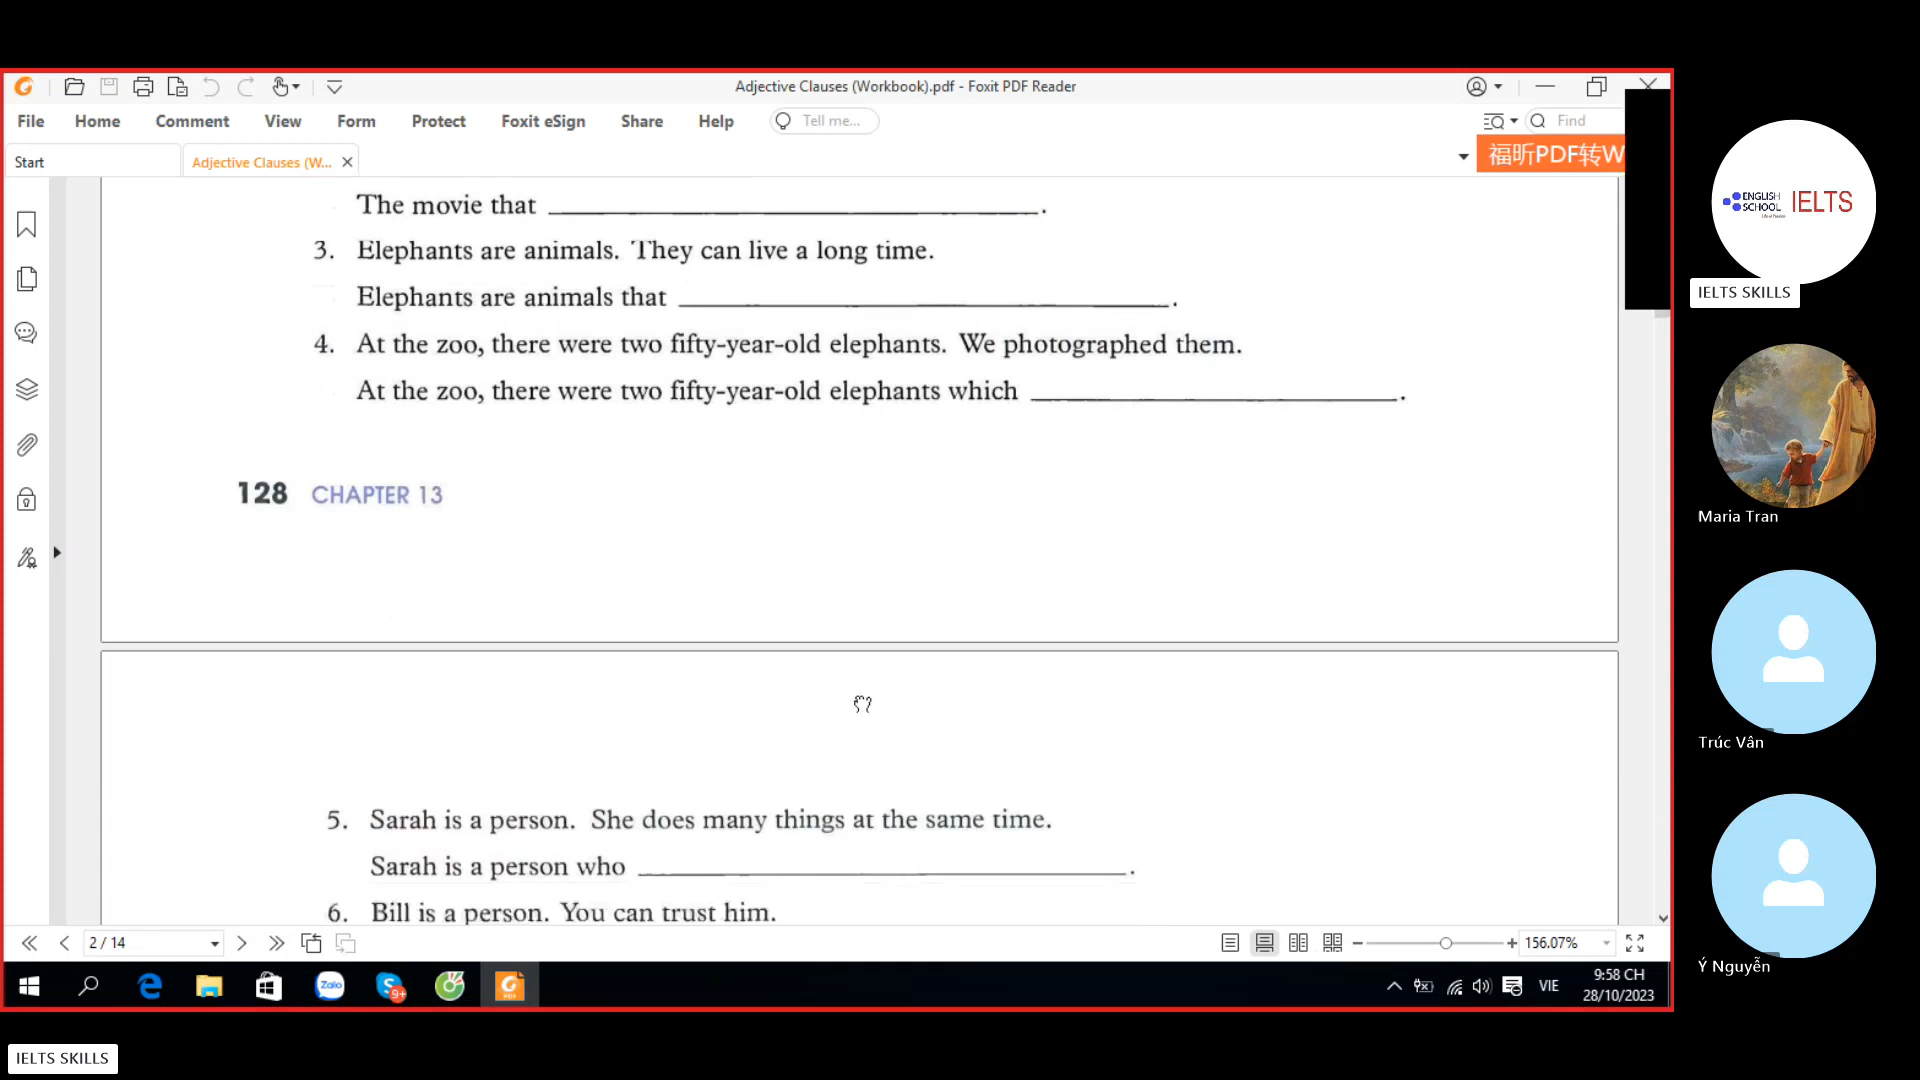 Adjective Clauses (Workbook).pdf - Foxit PDF Reader
File Home Comment View Form Protect Foxit eSign Share Help Tell me... Find
Start Adjective Clauses (W... 福昕PDF转W
The movie that ____________________.
3. Elephants are animals. They can live a long time.
Elephants are animals that ____________________.
4. At the zoo, there were two fifty-year-old elephants. We photographed them.
At the zoo, there were two fifty-year-old elephants which ____________________.
128 CHAPTER 13
5. Sarah is a person. She does many things at the same time.
Sarah is a person who ____________________.
6. Bill is a person. You can trust him.
2 / 14 156.07%
Zalo 9+ VIE 9:58 CH
28/10/2023
ENGLISH
SCHOOL IELTS
IELTS SKILLS
Maria Tran
Trúc Vân
Ý Nguyễn
IELTS SKILLS